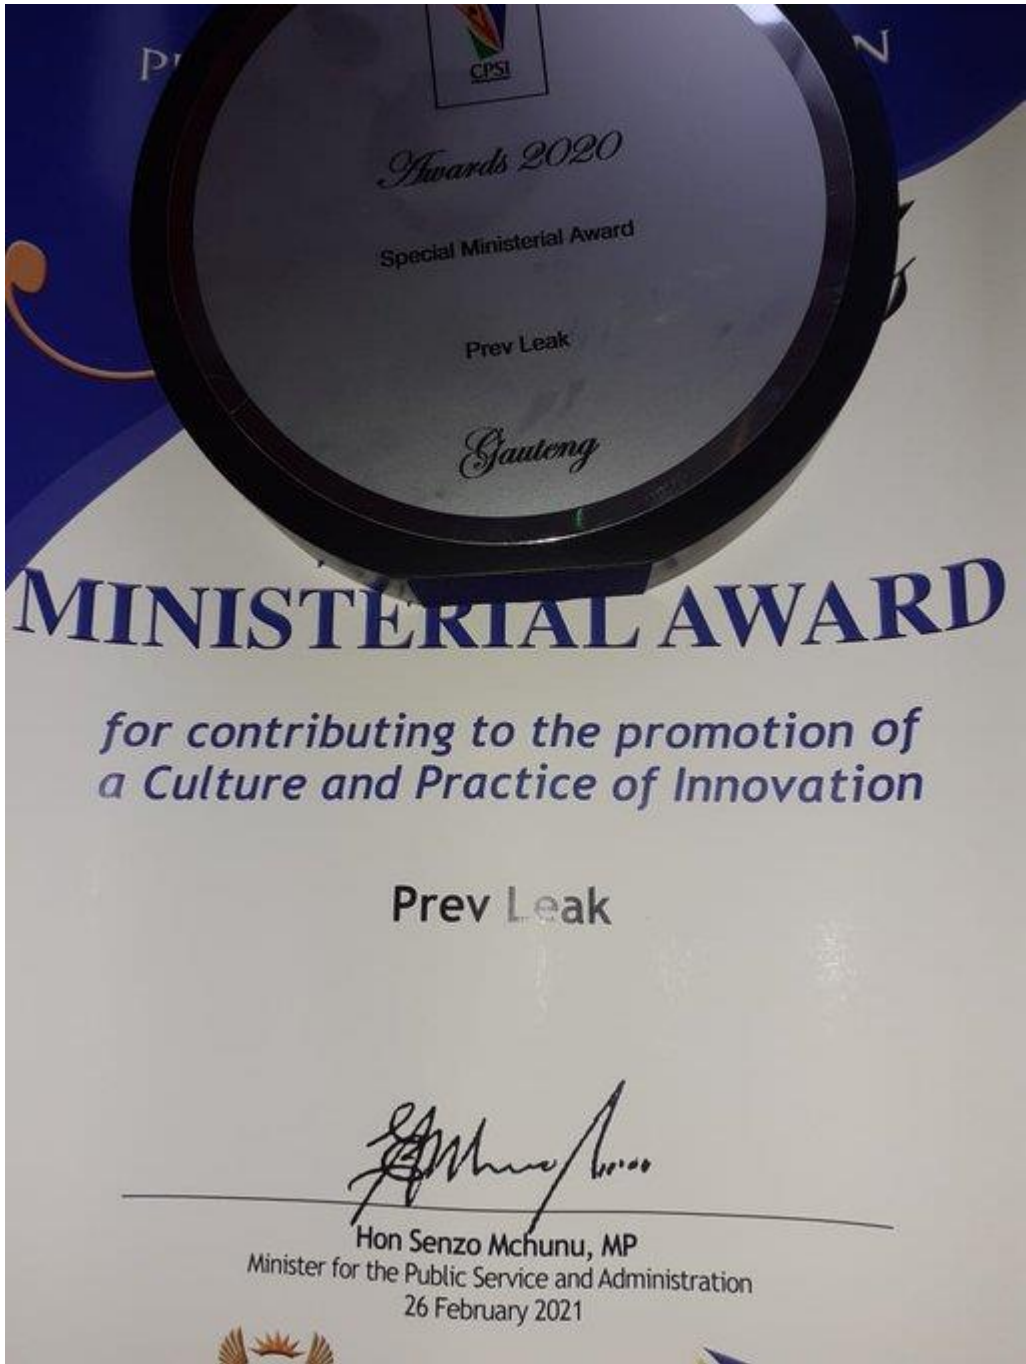 CPSI
Awards 2020
Special Ministerial Award
Prev Leak
Gauteng
MINISTERIAL AWARD
for contributing to the promotion of
a Culture and Practice of Innovation
Prev Leak
Hon Senzo Mchunu, MP
Minister for the Public Service and Administration
26 February 2021